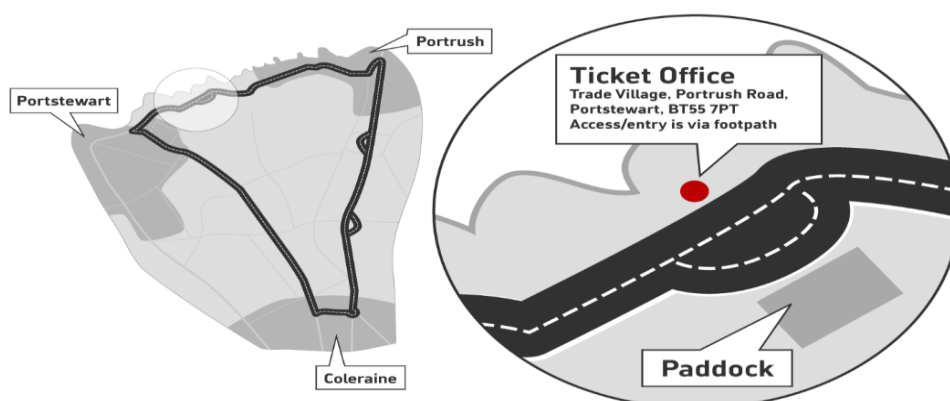 Portrush
Portstewart
Coleraine
Ticket Office
Trade Village, Portrush Road,
Portstewart, BT55 7PT
Access/entry is via footpath
Paddock